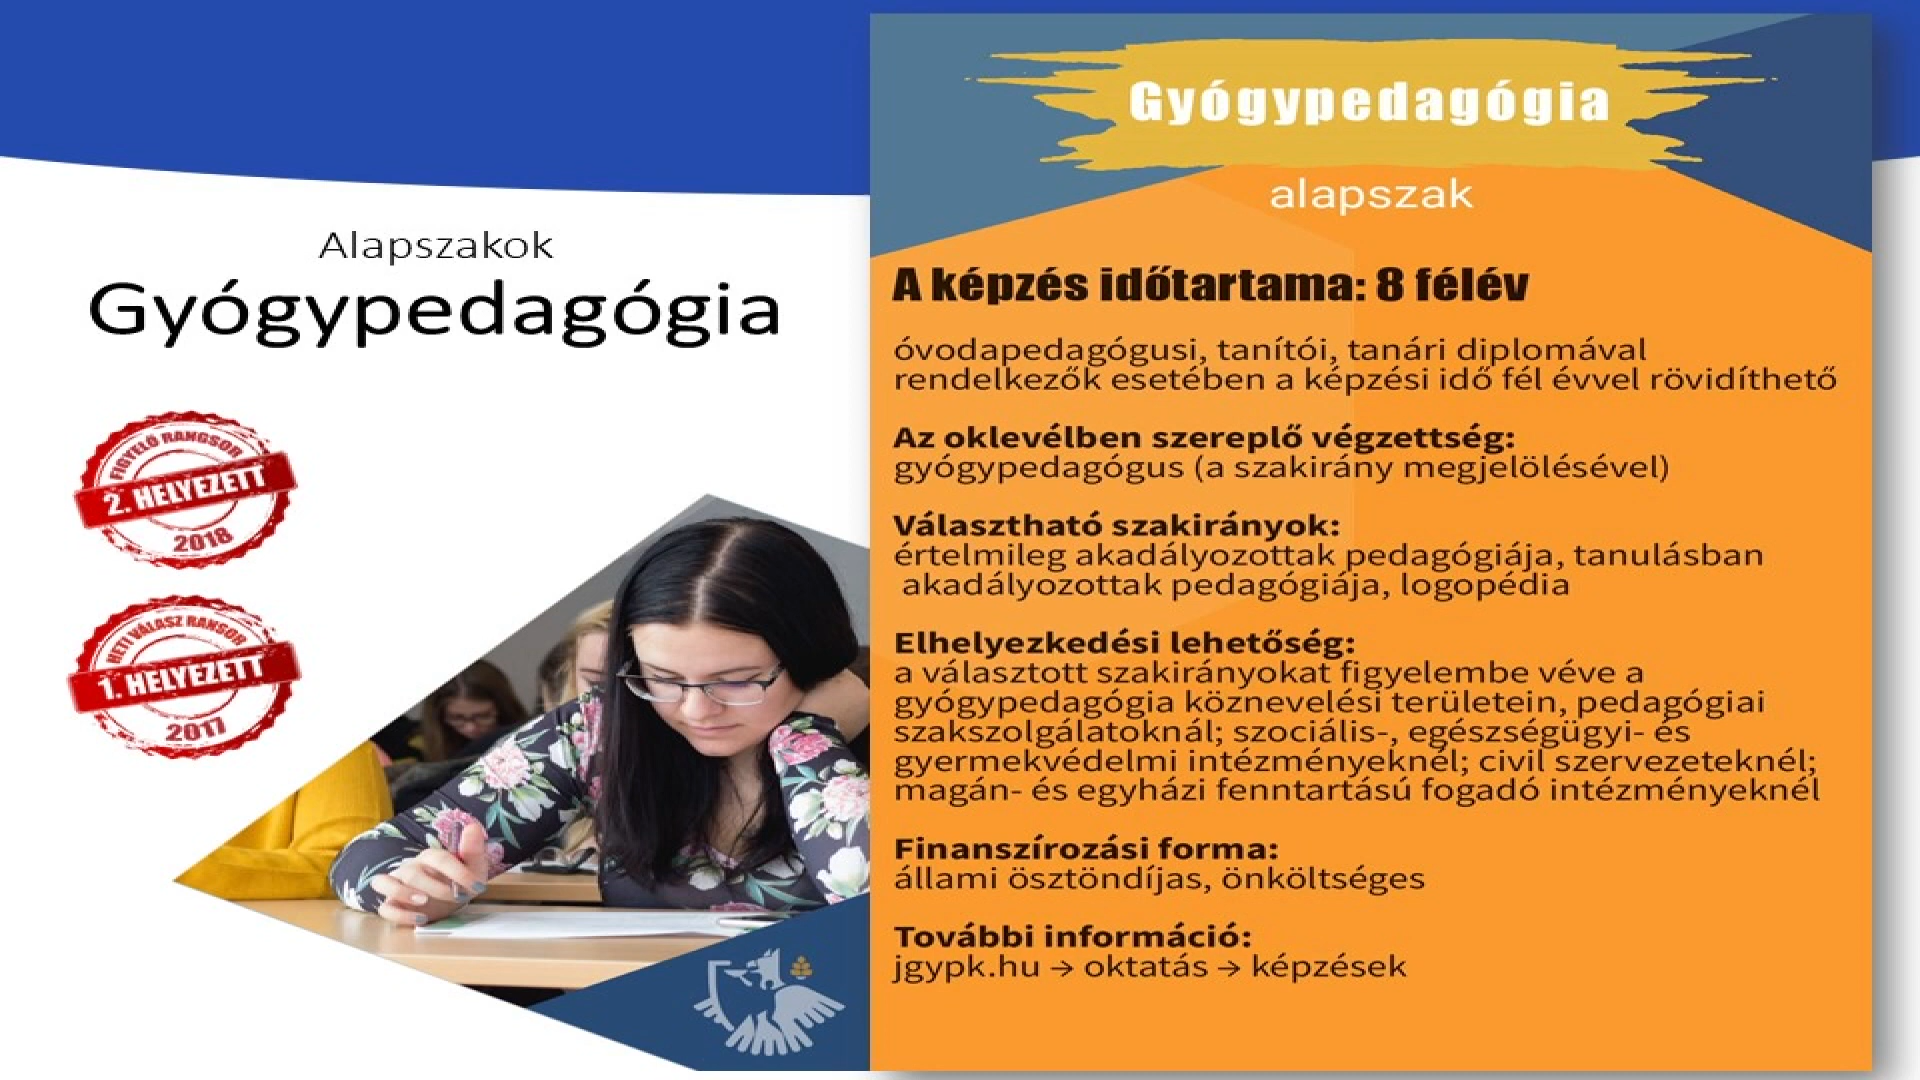 Alapszakok
Gyógypedagógia
FIGYELŐ RANGSOR
2. HELYEZETT
2018
HETI VÁLASZ RANSOR
1. HELYEZETT
2017
Gyógypedagógia
alapszak
A képzés időtartama: 8 félév
óvodapedagógusi, tanítói, tanári diplomával
rendelkezők esetében a képzési idő fél évvel rövidíthető
Az oklevélben szereplő végzettség:
gyógypedagógus (a szakirány megjelölésével)
Választható szakirányok:
értelmileg akadályozottak pedagógiája, tanulásban
akadályozottak pedagógiája, logopédia
Elhelyezkedési lehetőség:
a választott szakirányokat figyelembe véve a
gyógypedagógia köznevelési területein, pedagógiai
szakszolgálatoknál; szociális-, egészségügyi- és
gyermekvédelmi intézményeknél; civil szervezeteknél;
magán- és egyházi fenntartású fogadó intézményeknél
Finanszírozási forma:
állami ösztöndíjas, önköltséges
További információ:
jgypk.hu → oktatás → képzések